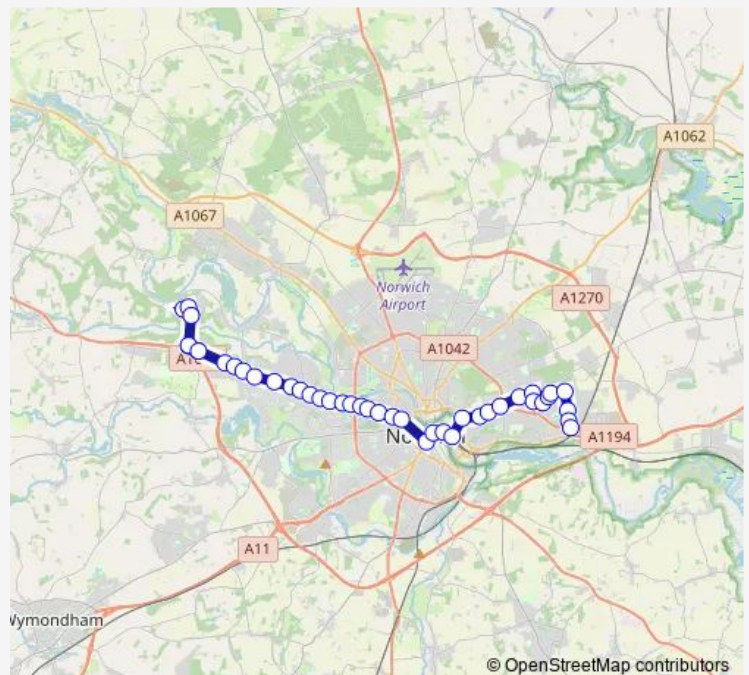 A1062
A1067
Norwich
Airport
A1270
A1042
A1194
A11
Wymondham
© OpenStreetMap contributors